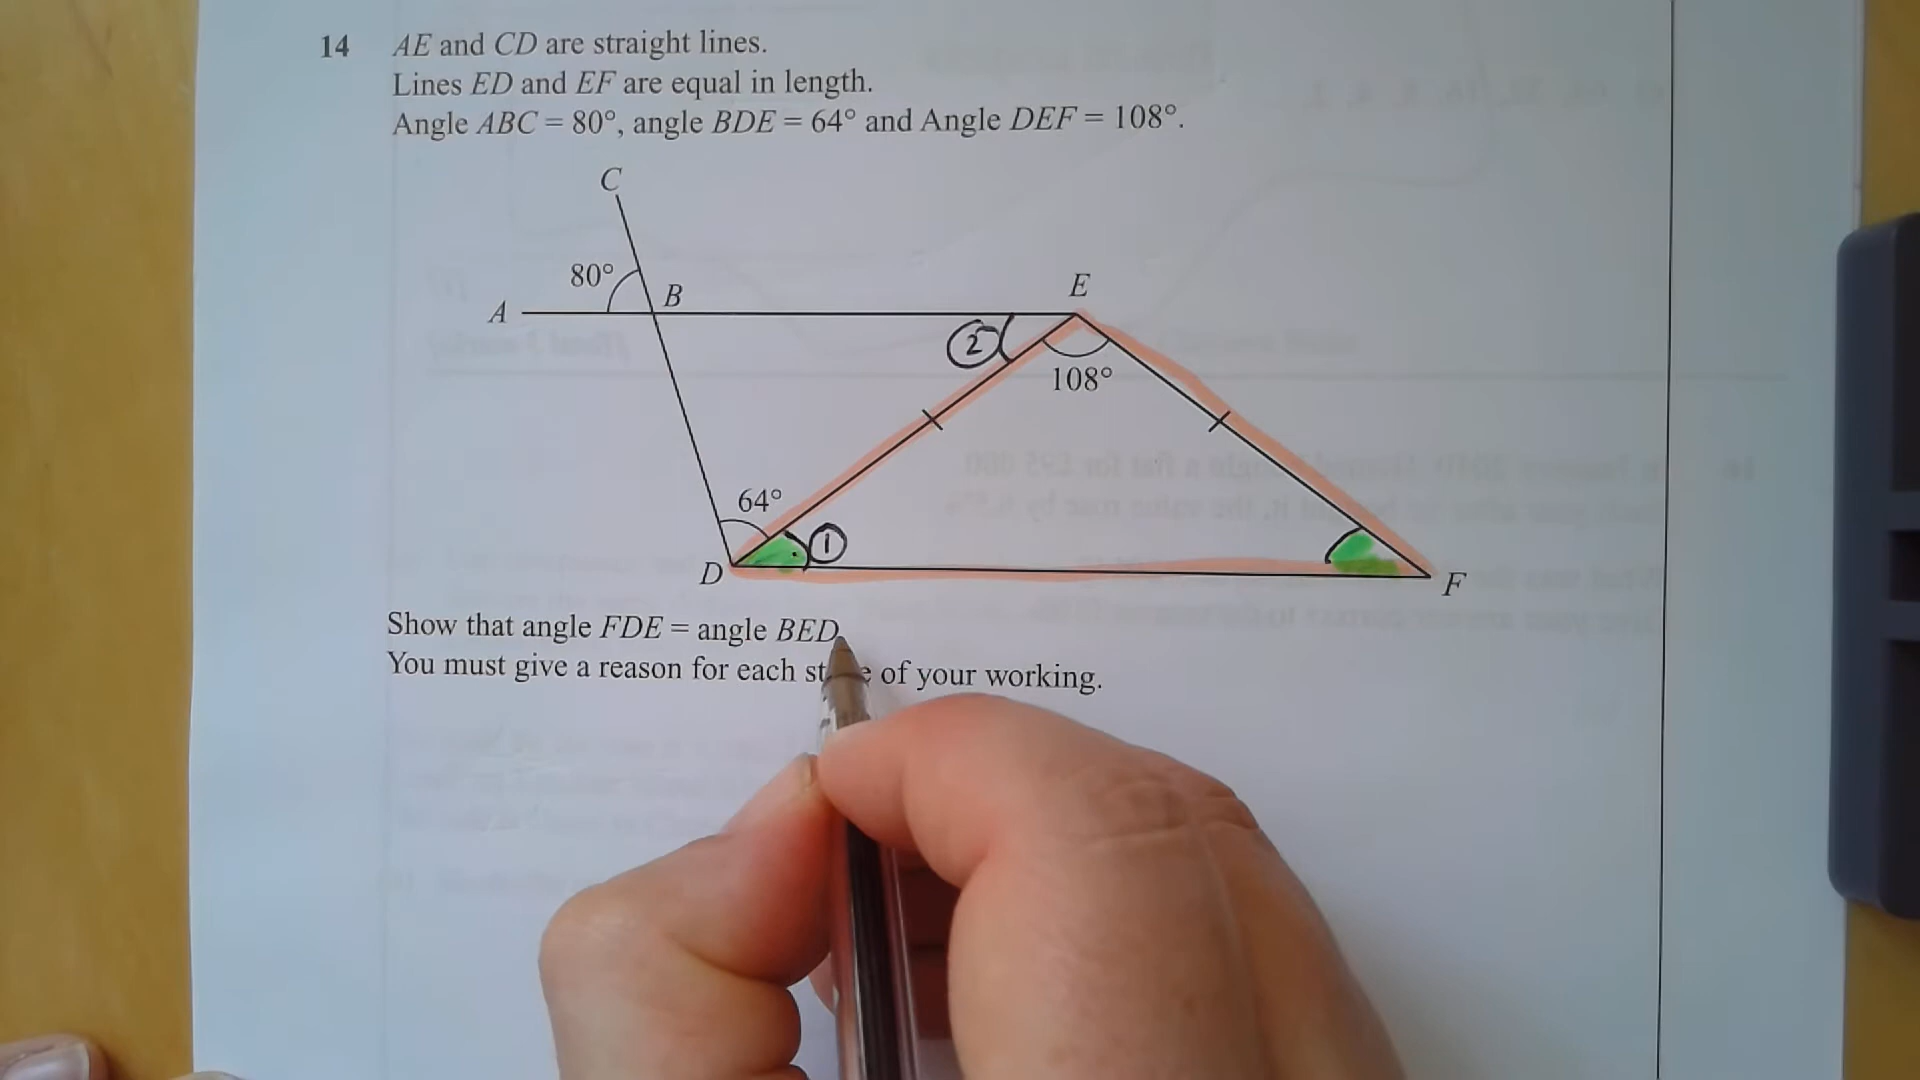 14 AE and CD are straight lines.
Lines ED and EF are equal in length.
Angle ABC = 80°, angle BDE = 64° and Angle DEF = 108°.
C
80°
B
A
E
2
108°
64°
1
D
F
Show that angle FDE = angle BED
You must give a reason for each of your working.